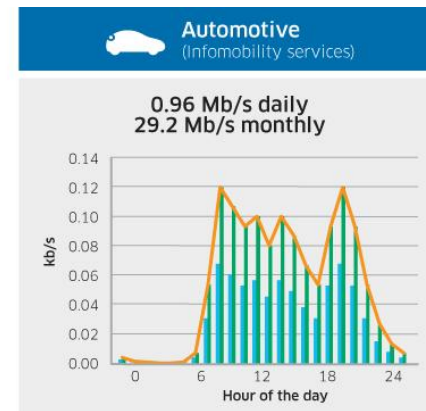 Automotive
(Infomobility services)
0.96 Mb/s daily
29.2 Mb/s monthly
0.14
0.12
0.10
0.08
0.06
0.04
0.02
0.00
kb/s
0 6 12 18 24
Hour of the day